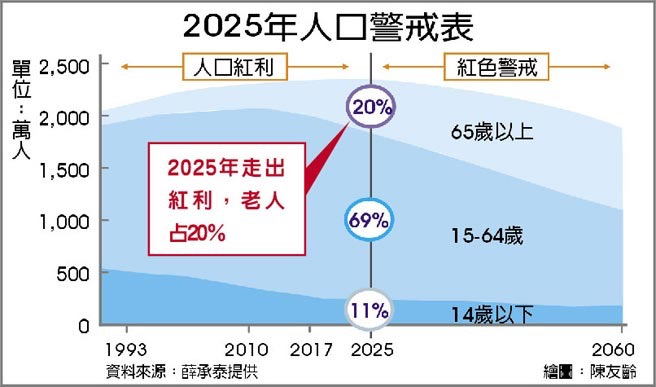 2025年人口警戒表
單位：萬人
2,500
2,000
1,500
1,000
500
0
人口紅利
紅色警戒
20%
69%
11%
2025年走出
紅利，老人
占20%
65歲以上
15-64歲
14歲以下
1993
2010
2017
2025
2060
資料來源：薛承泰提供
繪圖：陳友齡